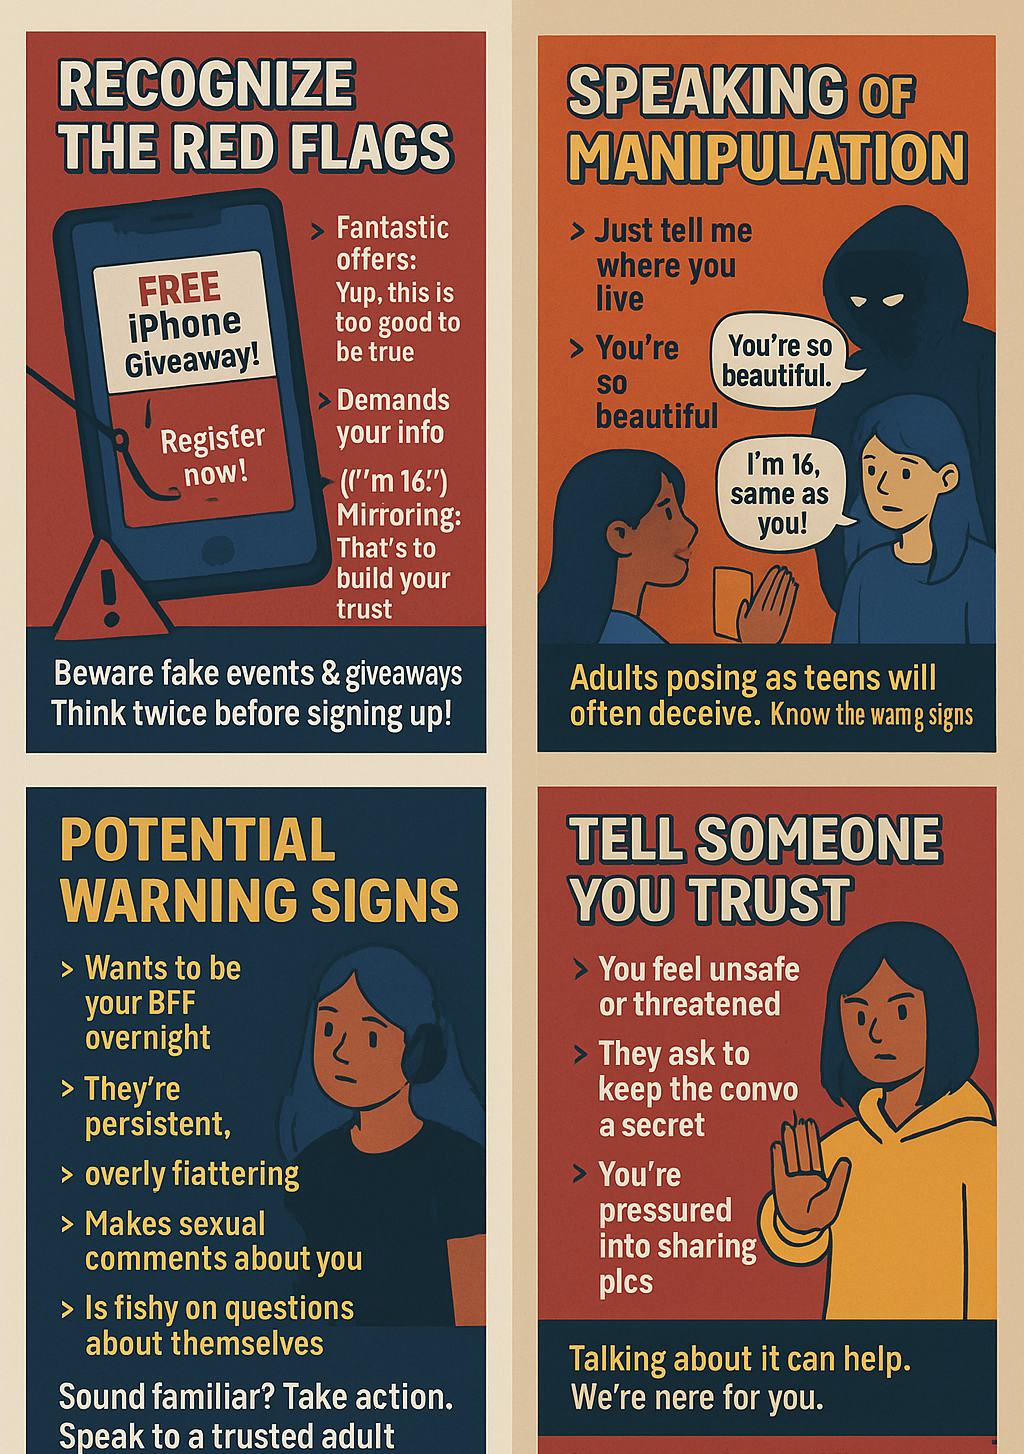 RECOGNIZE
THE RED FLAGS
FREE
iPhone
Giveaway!
Register
now!
> Fantastic
offers:
Yup, this is
too good to
be true
> Demands
your info
("'m 16.")
Mirroring:
That's to
build your
trust
Beware fake events & giveaways
Think twice before signing up!
SPEAKING OF
MANIPULATION
> Just tell me
where you
live
> You're
so
beautiful
You're so
beautiful.
I'm 16,
same as
you!
Adults posing as teens will
often deceive. Know the wam g signs
POTENTIAL
WARNING SIGNS
> Wants to be
your BFF
overnight
> They're
persistent,
> overly fiattering
> Makes sexual
comments about you
> Is fishy on questions
about themselves
Sound familiar? Take action.
Speak to a trusted adult
TELL SOMEONE
YOU TRUST
> You feel unsafe
or threatened
> They ask to
keep the convo
a secret
> You're
pressured
into sharing
plcs
Talking about it can help.
We're nere for you.